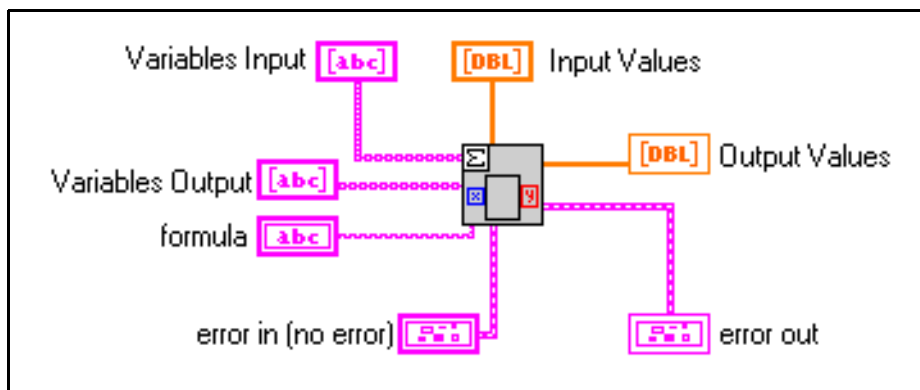 Variables Input [abc]
[DBL] Input Values
Σ
[DBL] Output Values
Variables Output [abc]
x y
formula abc
error in (no error)
error out